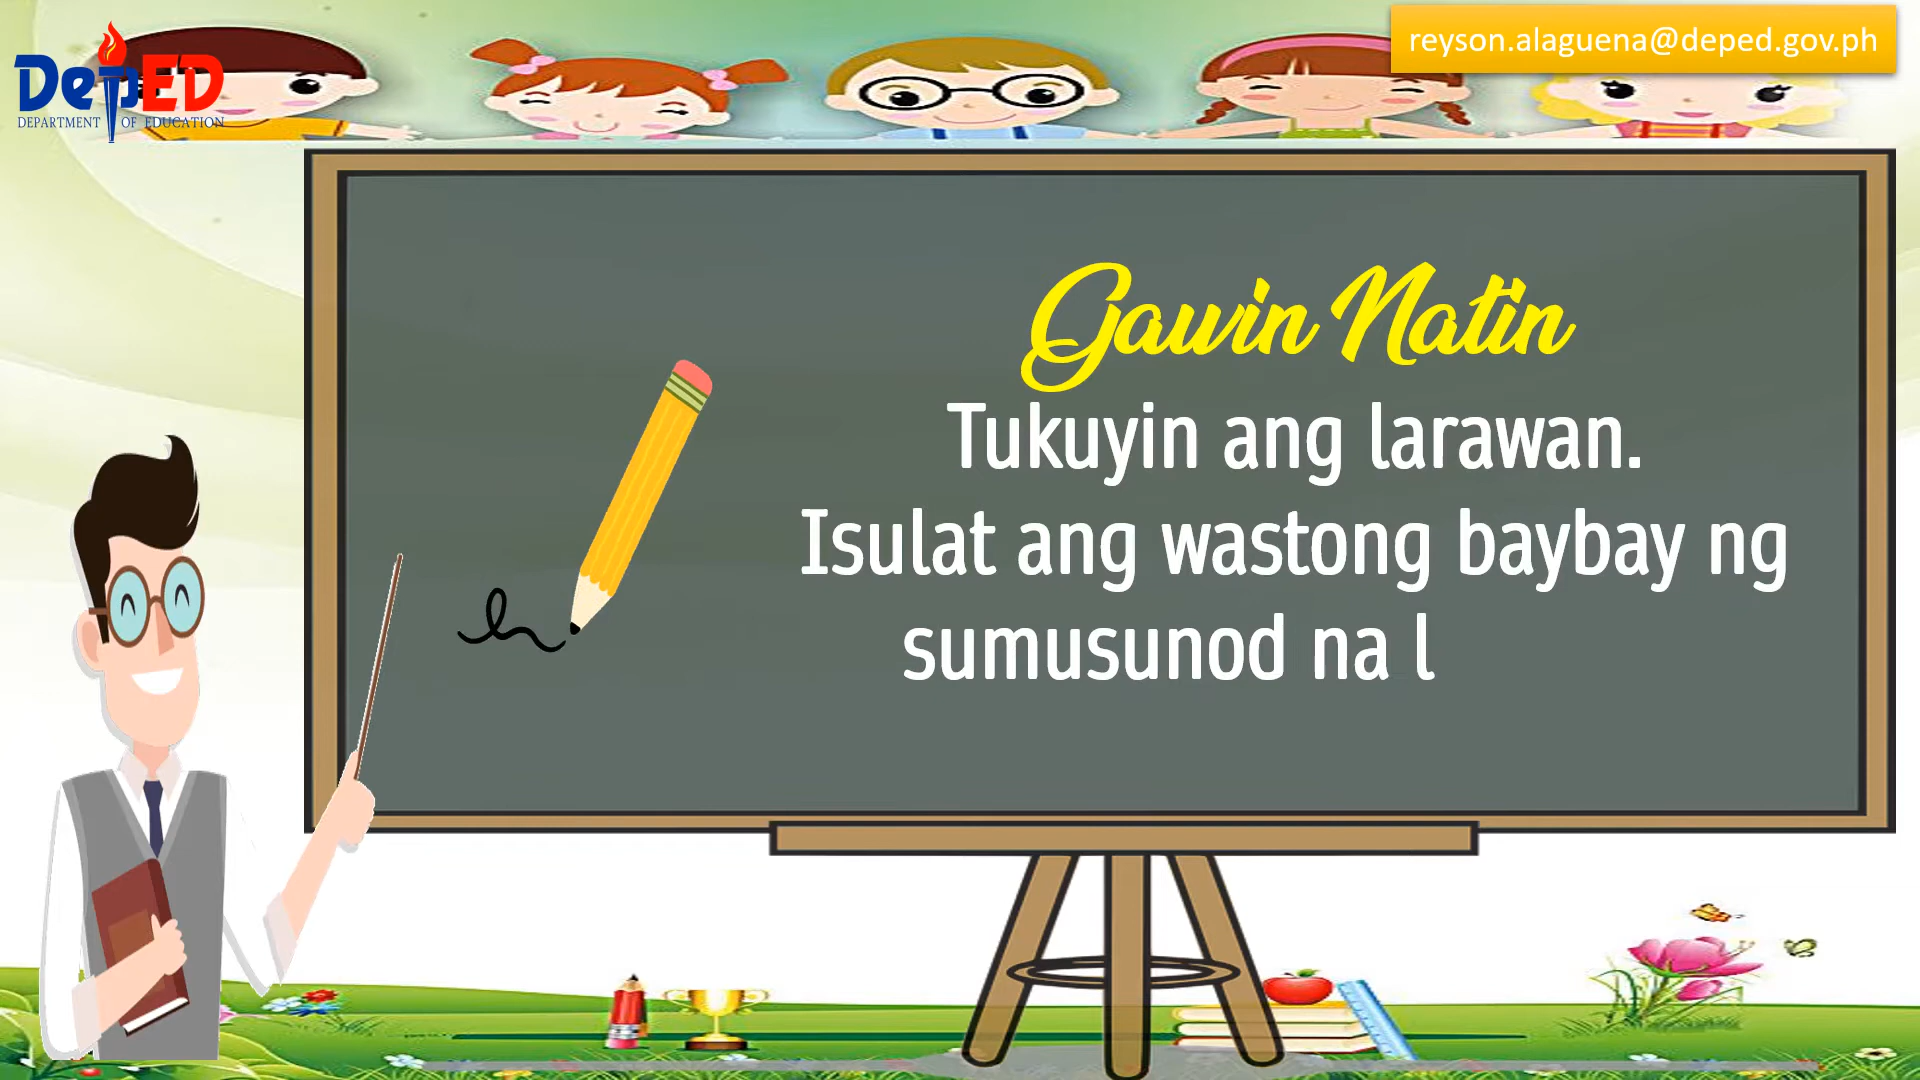 DepED
DEPARTMENT OF EDUCATION
reyson.alaguena@deped.gov.ph
Gawin Natin
Tukuyin ang larawan.
Isulat ang wastong baybay ng
sumusunod na l